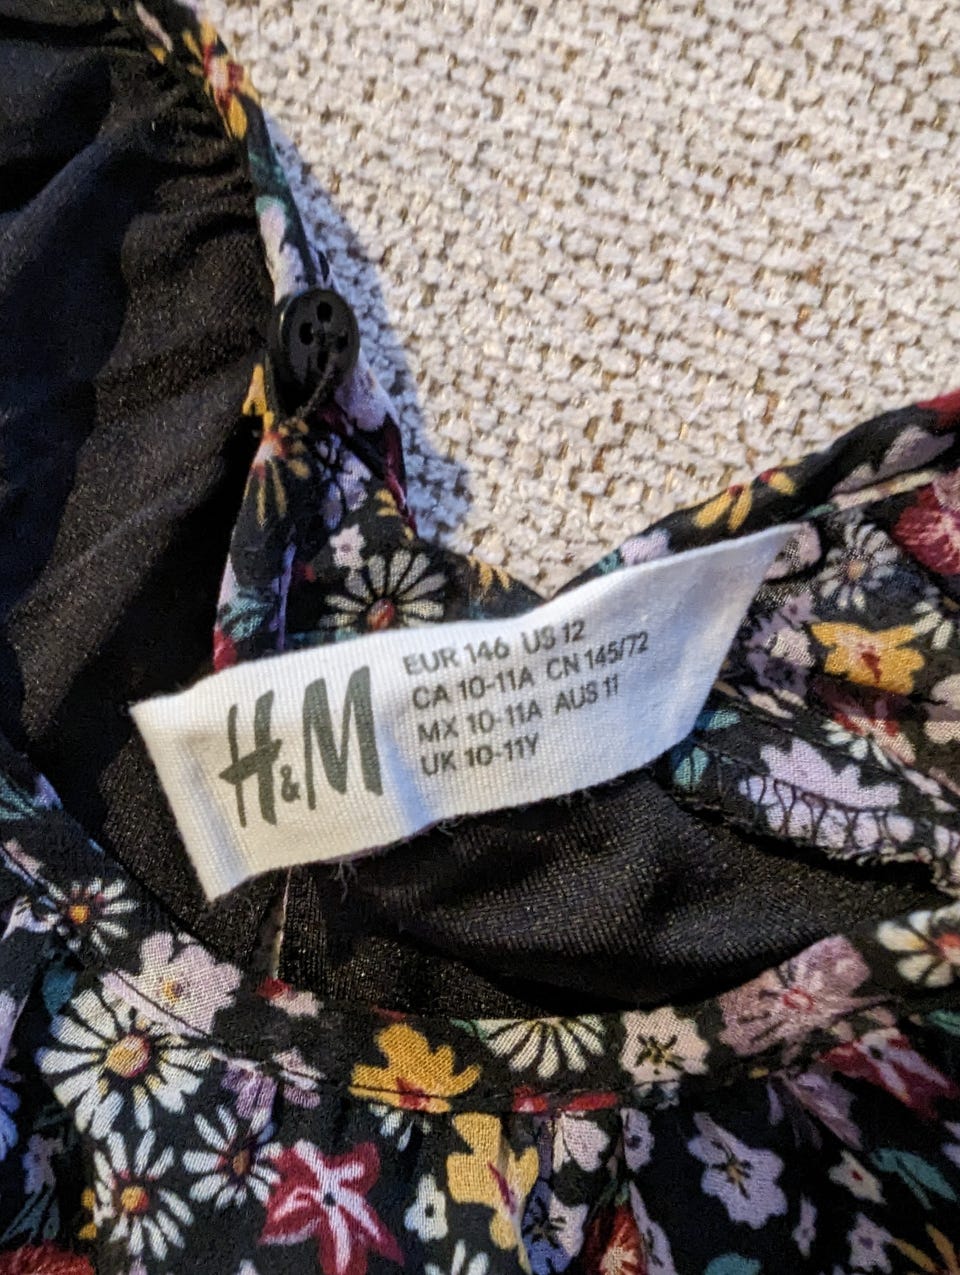 H&M
EUR 146 US 12
CA 10-11A CN 145/72
MX 10-11A AUS 11
UK 10-11Y